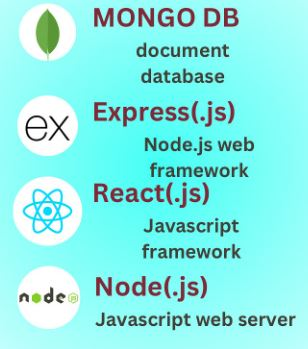 MONGO DB
document
database
ex
Express(.js)
Node.js web
framework
React(.js)
Javascript
framework
node
JS
Node(.js)
Javascript web server